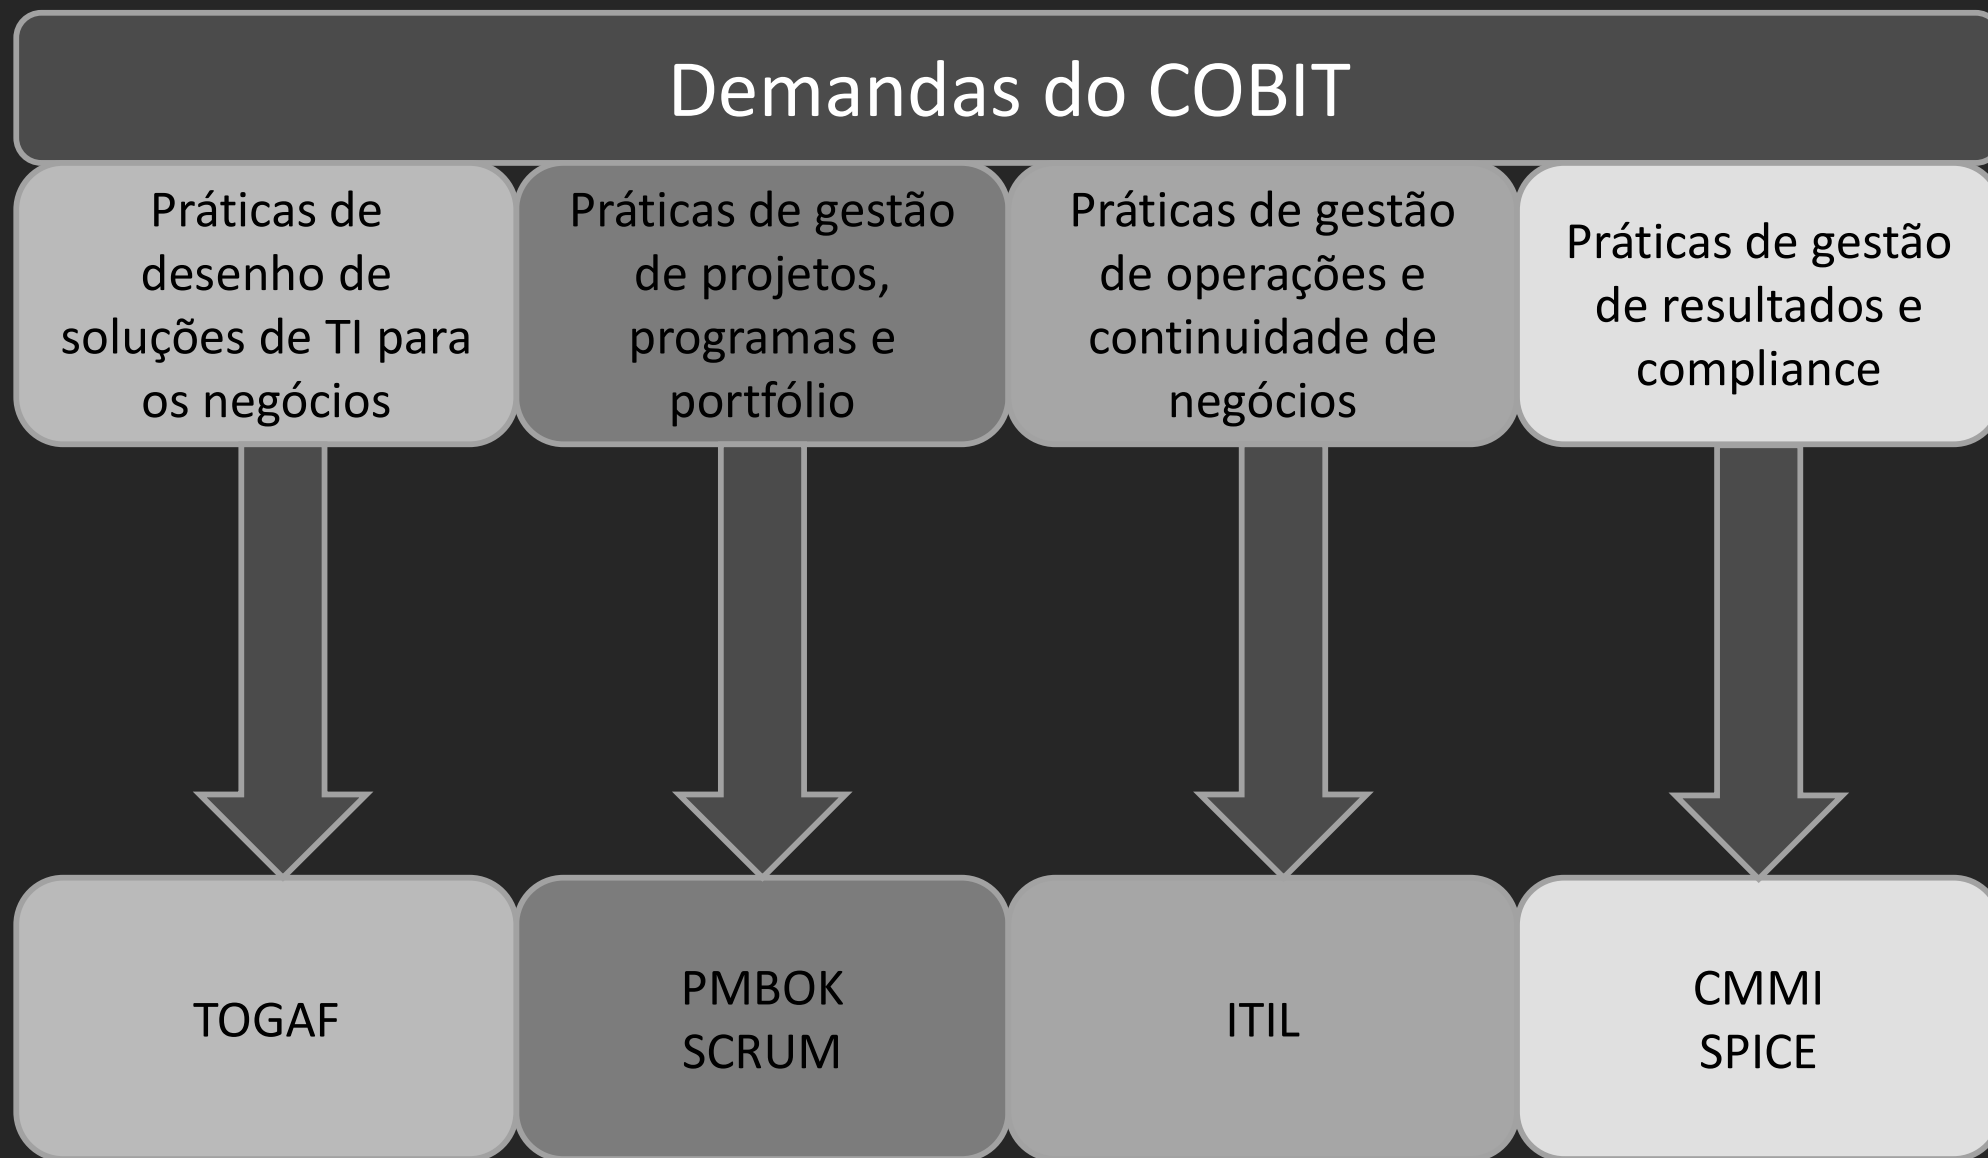 Demandas do COBIT
Práticas de
desenho de
soluções de TI para
os negócios
Práticas de gestão
de projetos,
programas e
portfólio
Práticas de gestão
de operações e
continuidade de
negócios
Práticas de gestão
de resultados e
compliance
TOGAF
PMBOK
SCRUM
ITIL
CMMI
SPICE